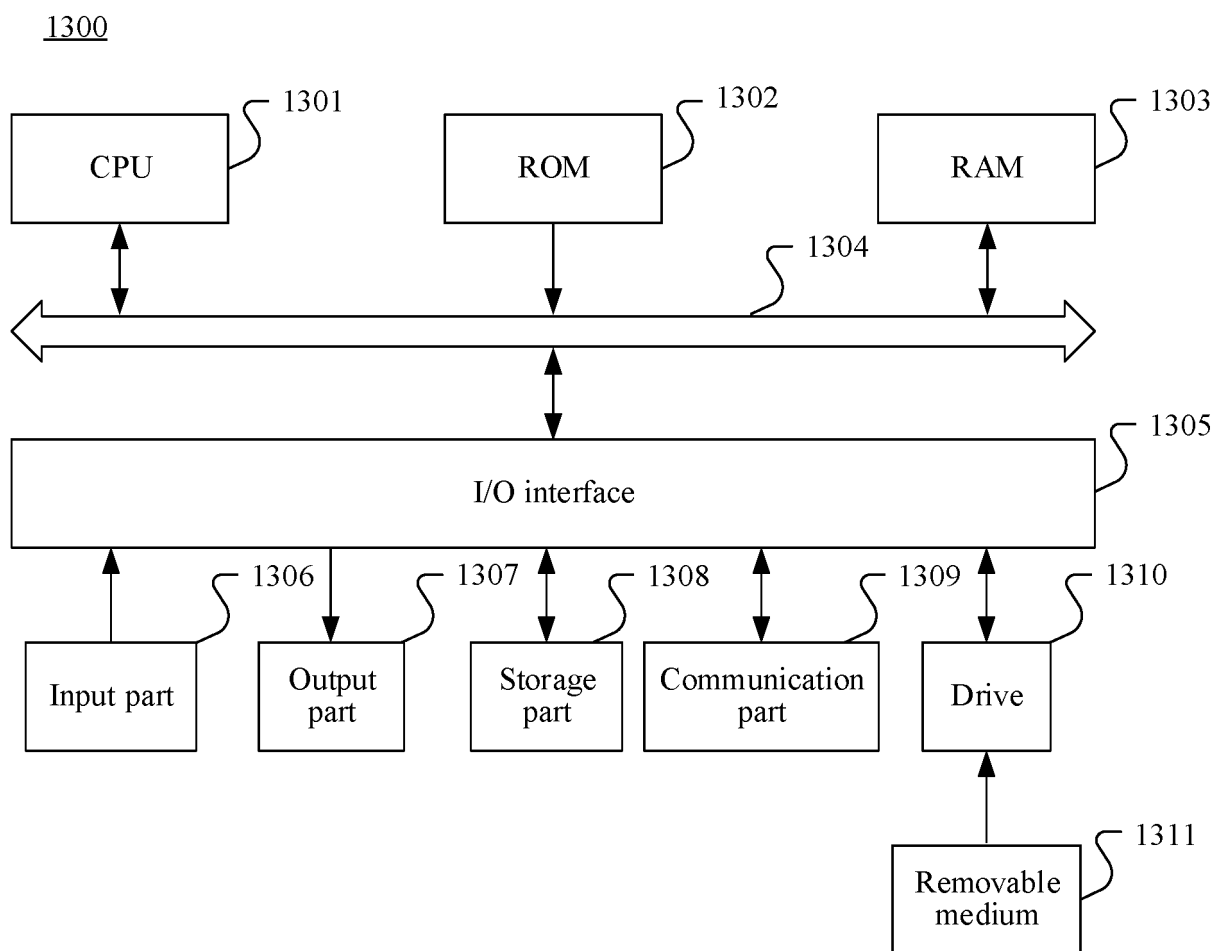 1300
1301
1302
1303
CPU
ROM
RAM
1304
1305
I/O interface
1306
1307
1308
1309
1310
Input part
Output
part
Storage
part
Communication
part
Drive
1311
Removable
medium